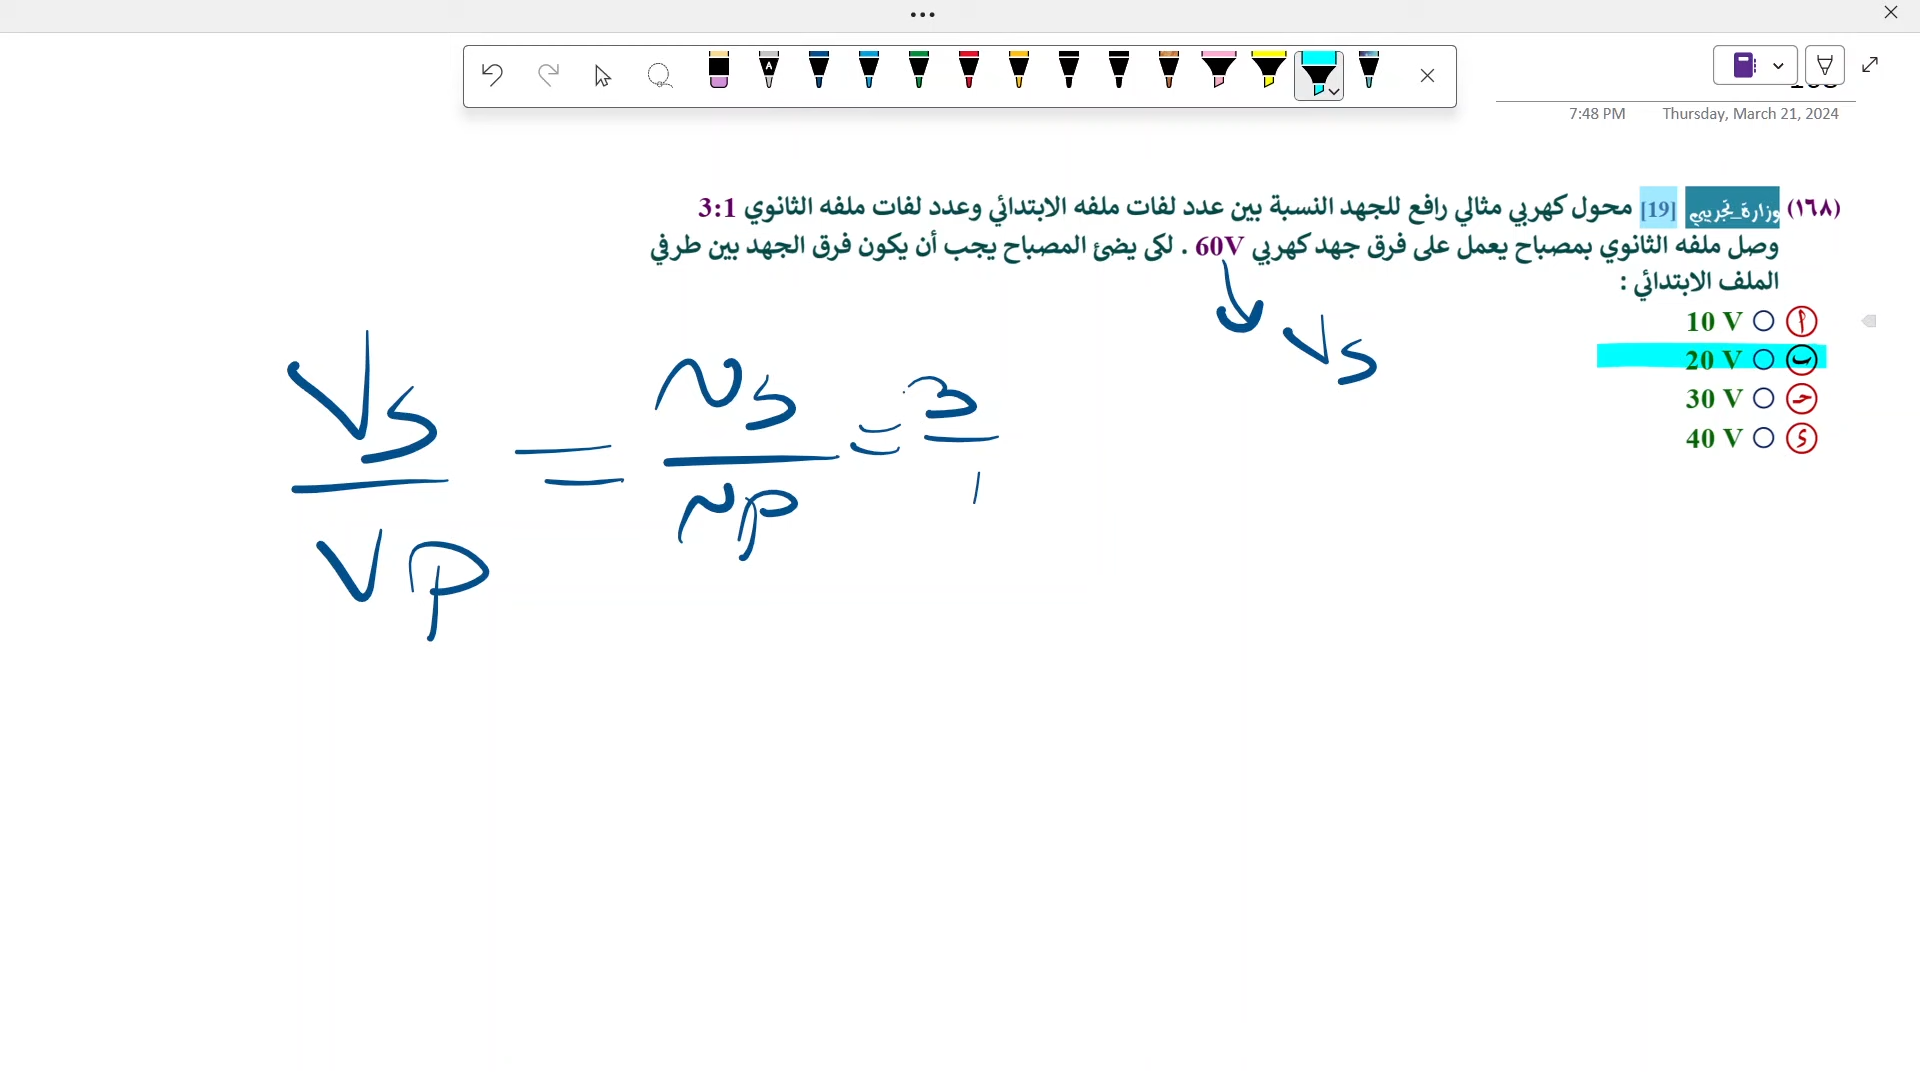 7:48 PM Thursday, March 21, 2024
(١٦٨) وزارة_تجريبي [19] محول كهربي مثالي رافع للجهد النسبة بين عدد لفات ملفه الابتدائي وعدد لفات ملفه الثانوي 3:1
وصل ملفه الثانوي بمصباح يعمل على فرق جهد كهربي 60V . لكى يضئ المصباح يجب أن يكون فرق الجهد بين طرفي
الملف الابتدائي :
أ 10 V
ب 20 V
حـ 30 V
د 40 V
Vs
Vs / Vp = Ns / Np = 3 / 1